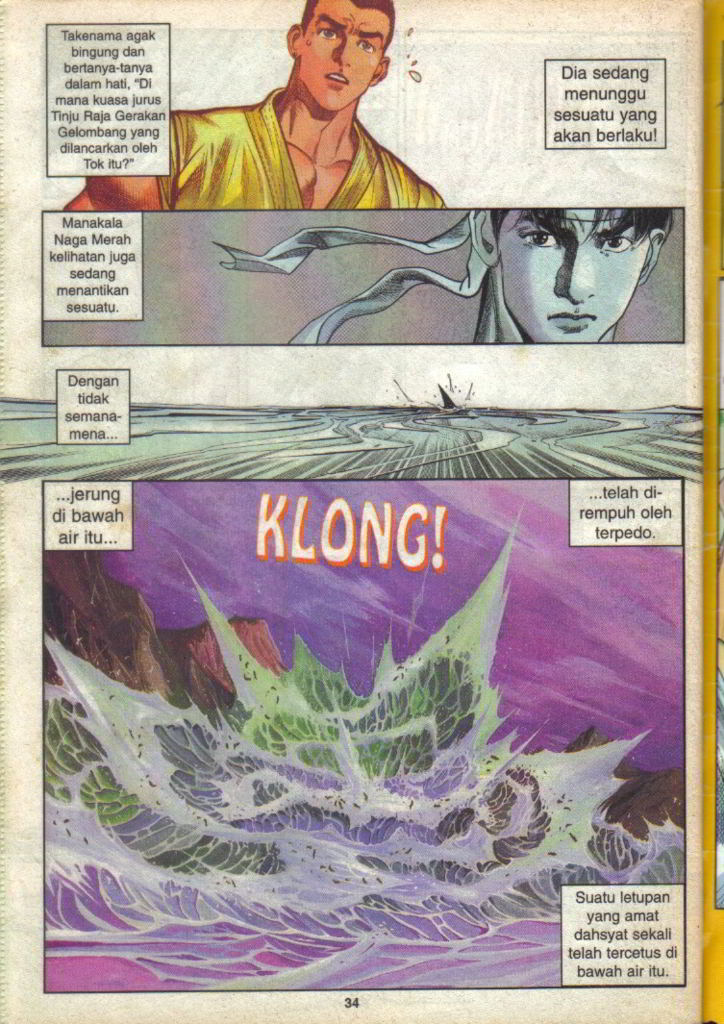 Takenama agak
bingung dan
bertanya-tanya
dalam hati, "Di
mana kuasa jurus
Tinju Raja Gerakan
Gelombang yang
dilancarkan oleh
Tok itu?"
Dia sedang
menunggu
sesuatu yang
akan berlaku!
Manakala
Naga Merah
kelihatan juga
sedang
menantikan
sesuatu.
Dengan
tidak
semana-
mena...
...jerung
di bawah
air itu...
KLONG!
...telah di-
rempuh oleh
terpedo.
Suatu letupan
yang amat
dahsyat sekali
telah tercetus di
bawah air itu.
34